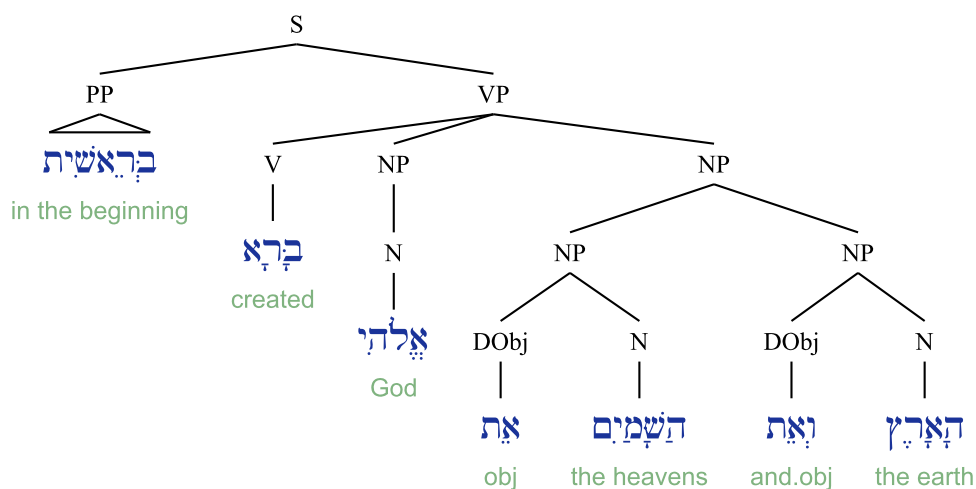 S
PP VP
בְּרֵאשִׁית V NP NP
in the beginning
בָּרָא N NP NP
created
אֱלֹהִי DObj N DObj N
God
אֵת הַשָּׁמַיִם וְאֵת הָאָרֶץ
obj the heavens and.obj the earth